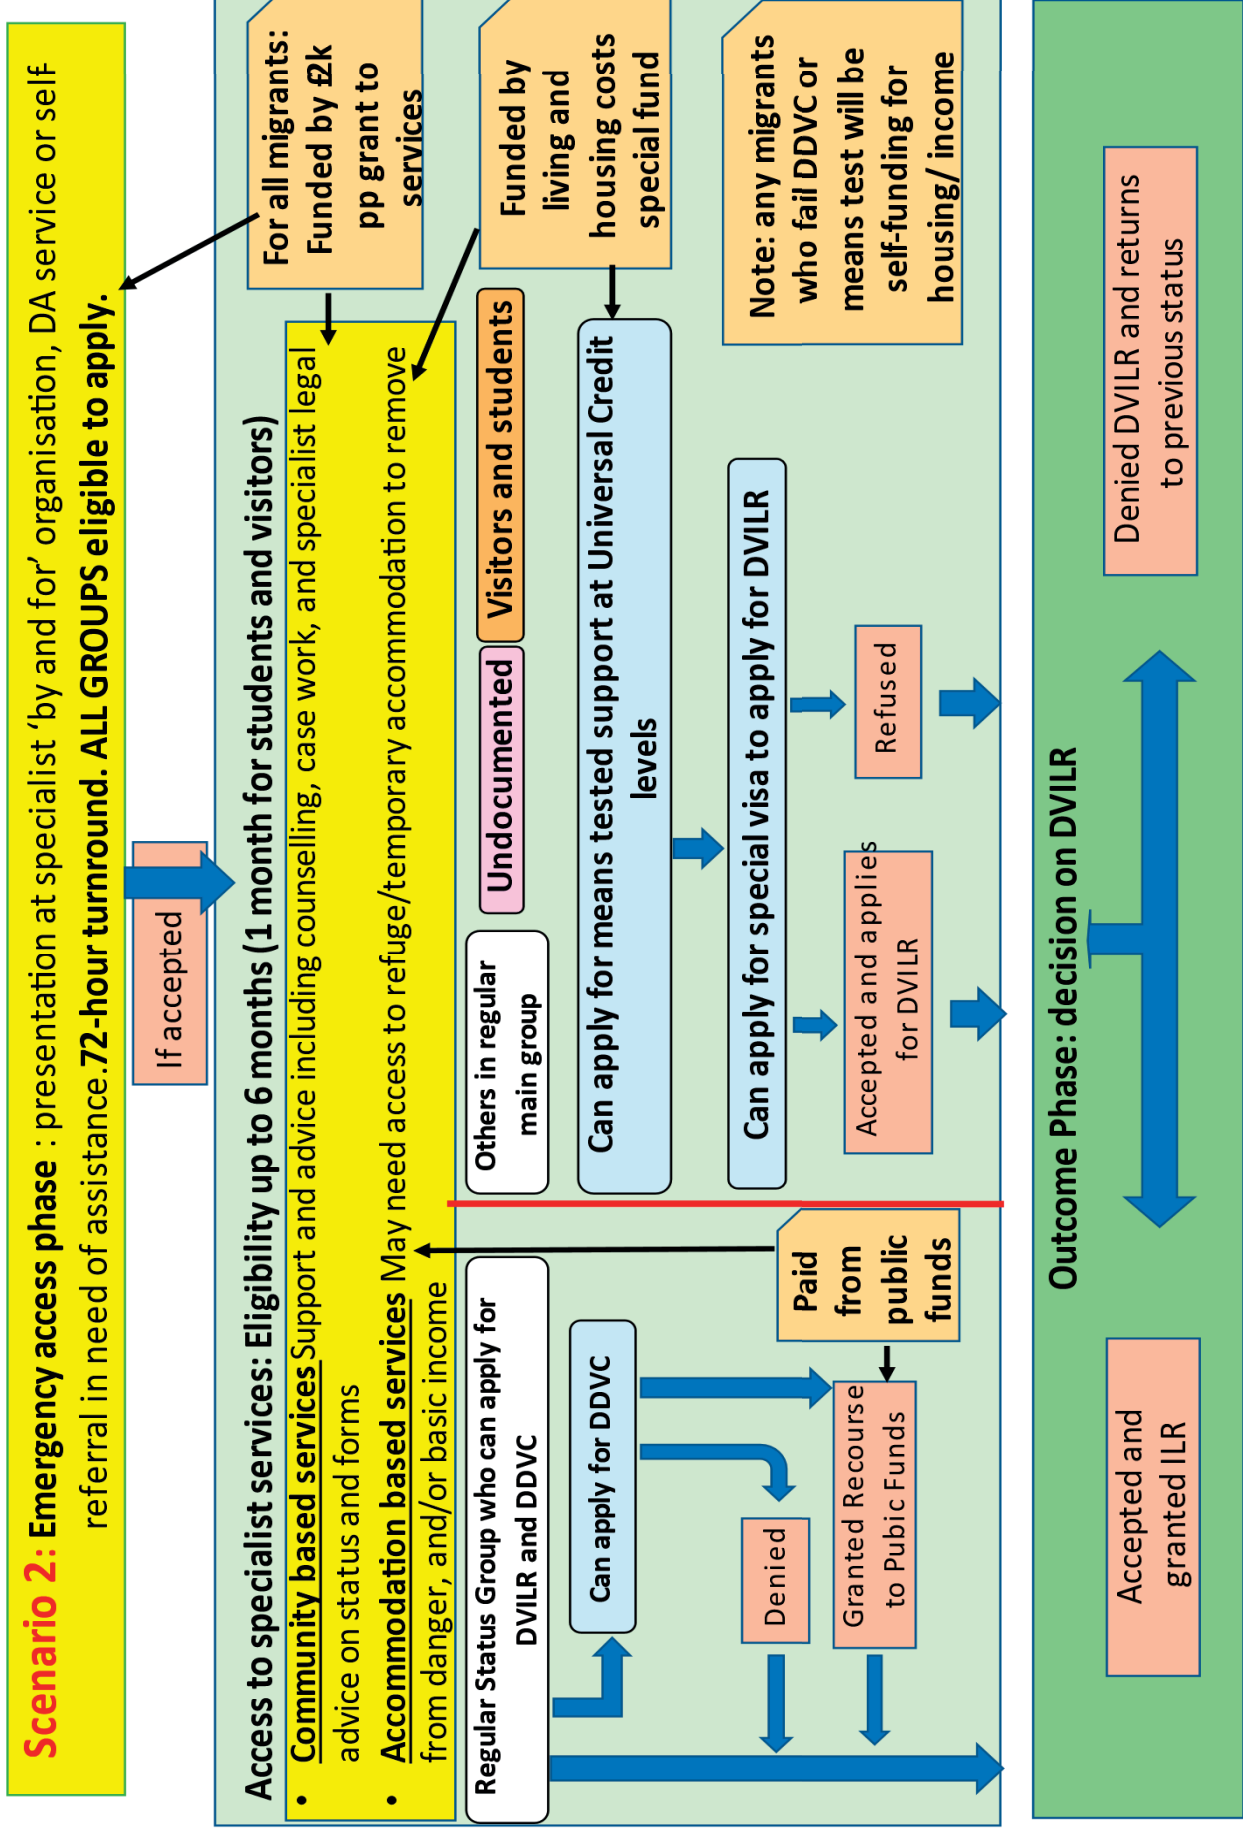 Scenario 2: Emergency access phase : presentation at specialist ‘by and for’ organisation, DA service or self-
referral in need of assistance.72-hour turnround. ALL GROUPS eligible to apply.
If accepted
For all migrants:
Funded by £2k
pp grant to
services
Access to specialist services: Eligibility up to 6 months (1 month for students and visitors)
• Community based services Support and advice including counselling, case work, and specialist legal
advice on status and forms
• Accommodation based services May need access to refuge/temporary accommodation to remove
from danger, and/or basic income
Funded by
living and
housing costs
special fund
Regular Status Group who can apply for
DVILR and DDVC
Others in regular
main group
Undocumented
Visitors and students
Can apply for DDVC
Can apply for means tested support at Universal Credit
levels
Can apply for special visa to apply for DVILR
Note: any migrants
who fail DDVC or
means test will be
self-funding for
housing/ income
Denied
Granted Recourse
to Pubic Funds
Paid
from
public
funds
Accepted and applies
for DVILR
Refused
Outcome Phase: decision on DVILR
Accepted and
granted ILR
Denied DVILR and returns
to previous status